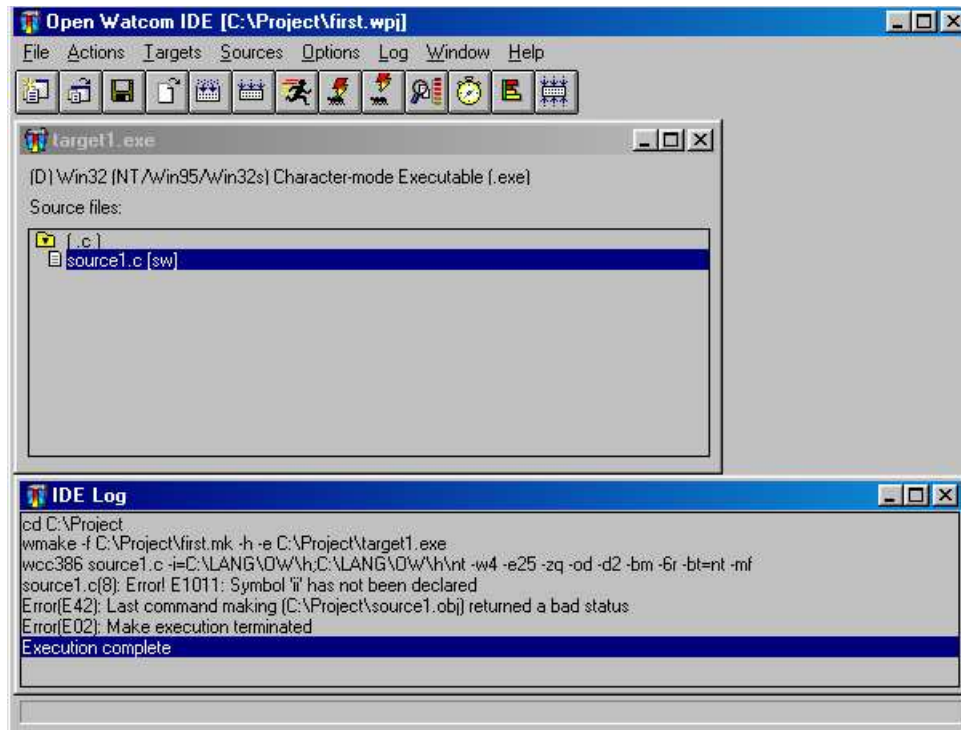 Open Watcom IDE [C:\Project\first.wpj]
File Actions Targets Sources Options Log Window Help
target1.exe
(D) Win32 (NT/Win95/Win32s) Character-mode Executable (.exe)
Source files:
(.c)
source1.c [sw]
IDE Log
cd C:\Project
wmake -f C:\Project\first.mk -h -e C:\Project\target1.exe
wcc386 source1.c -i=C:\LANG\OW\h;C:\LANG\OW\h\nt -w4 -e25 -zq -od -d2 -bm -6r -bt=nt -mf
source1.c(8): Error! E1011: Symbol 'ii' has not been declared
Error(E42): Last command making (C:\Project\source1.obj) returned a bad status
Error(E02): Make execution terminated
Execution complete